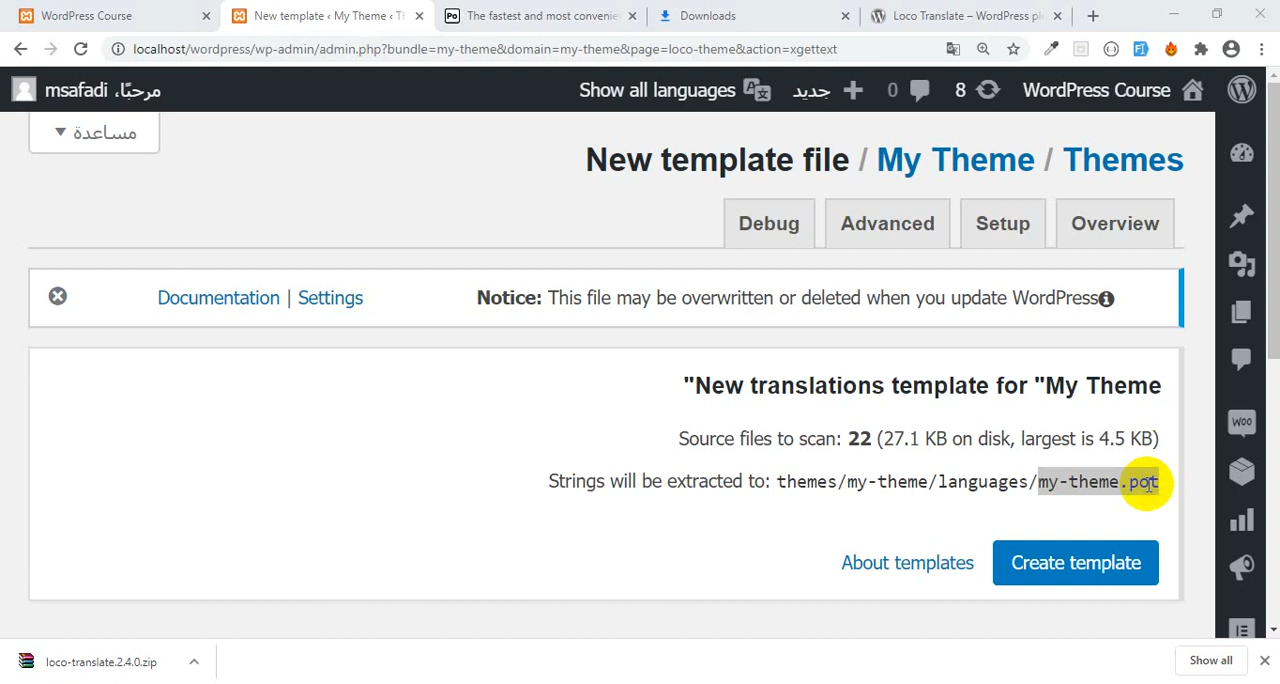 WordPress Course
New template ‹ My Theme ‹ T
The fastest and most convenie
Downloads
Loco Translate – WordPress pl
localhost/wordpress/wp-admin/admin.php?bundle=my-theme&domain=my-theme&page=loco-theme&action=xgettext
مرحبًا، msafadi
Show all languages
جديد
0
8
WordPress Course
مساعدة
New template file / My Theme / Themes
Debug
Advanced
Setup
Overview
Documentation | Settings
Notice: This file may be overwritten or deleted when you update WordPress
"New translations template for "My Theme
Source files to scan: 22 (27.1 KB on disk, largest is 4.5 KB)
Strings will be extracted to: themes/my-theme/languages/my-theme.pot
About templates
Create template
WOO
loco-translate.2.4.0.zip
Show all